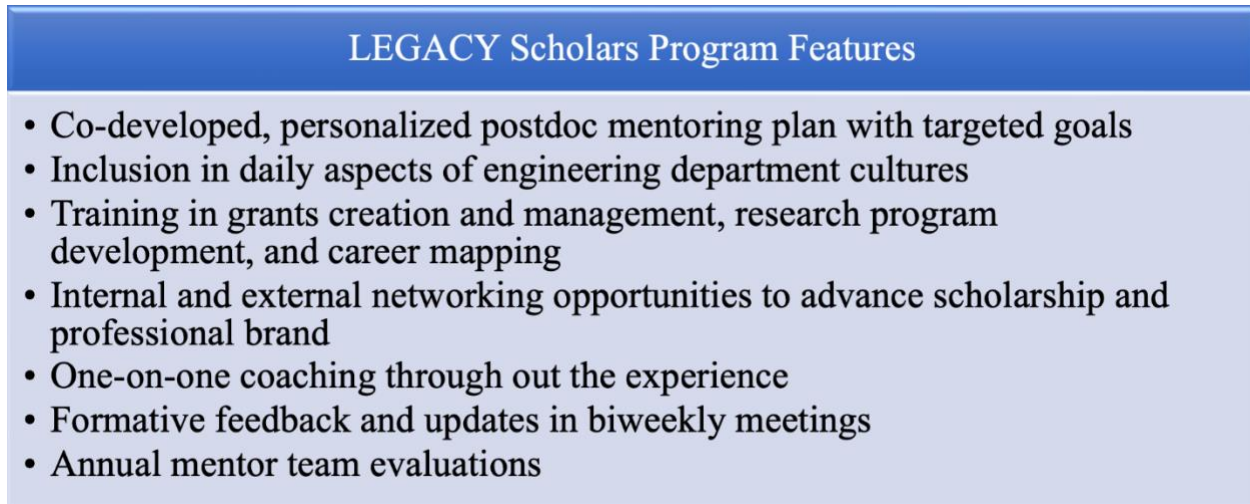 LEGACY Scholars Program Features
• Co-developed, personalized postdoc mentoring plan with targeted goals
• Inclusion in daily aspects of engineering department cultures
• Training in grants creation and management, research program
development, and career mapping
• Internal and external networking opportunities to advance scholarship and
professional brand
• One-on-one coaching through out the experience
• Formative feedback and updates in biweekly meetings
• Annual mentor team evaluations